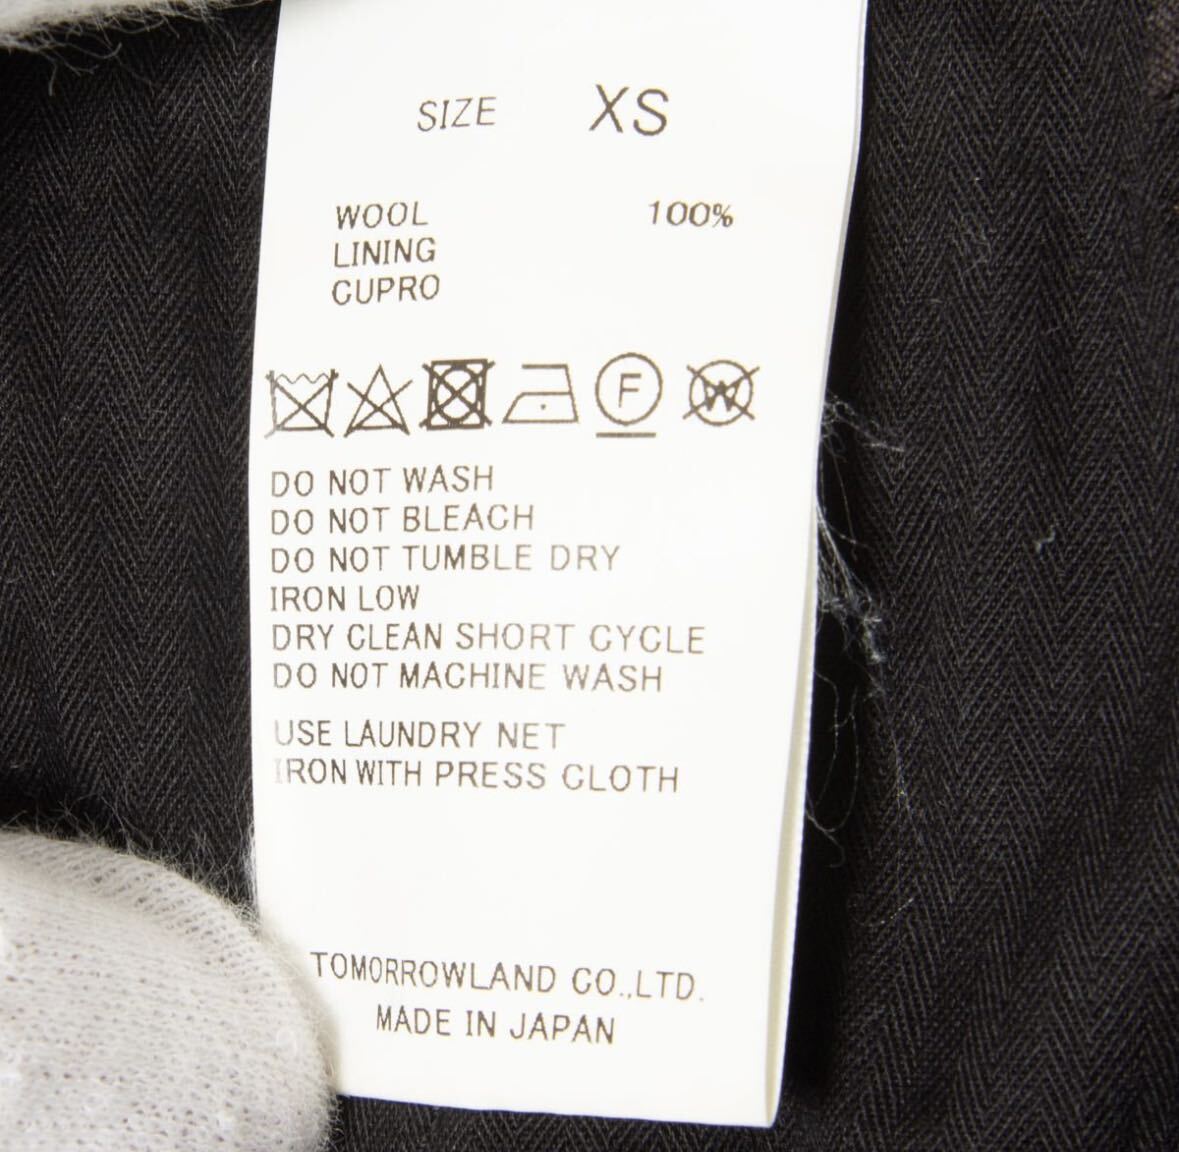 SIZE XS
WOOL 100%
LINING
CUPRO
F W
DO NOT WASH
DO NOT BLEACH
DO NOT TUMBLE DRY
IRON LOW
DRY CLEAN SHORT CYCLE
DO NOT MACHINE WASH
USE LAUNDRY NET
IRON WITH PRESS CLOTH
TOMORROWLAND CO.,LTD.
MADE IN JAPAN